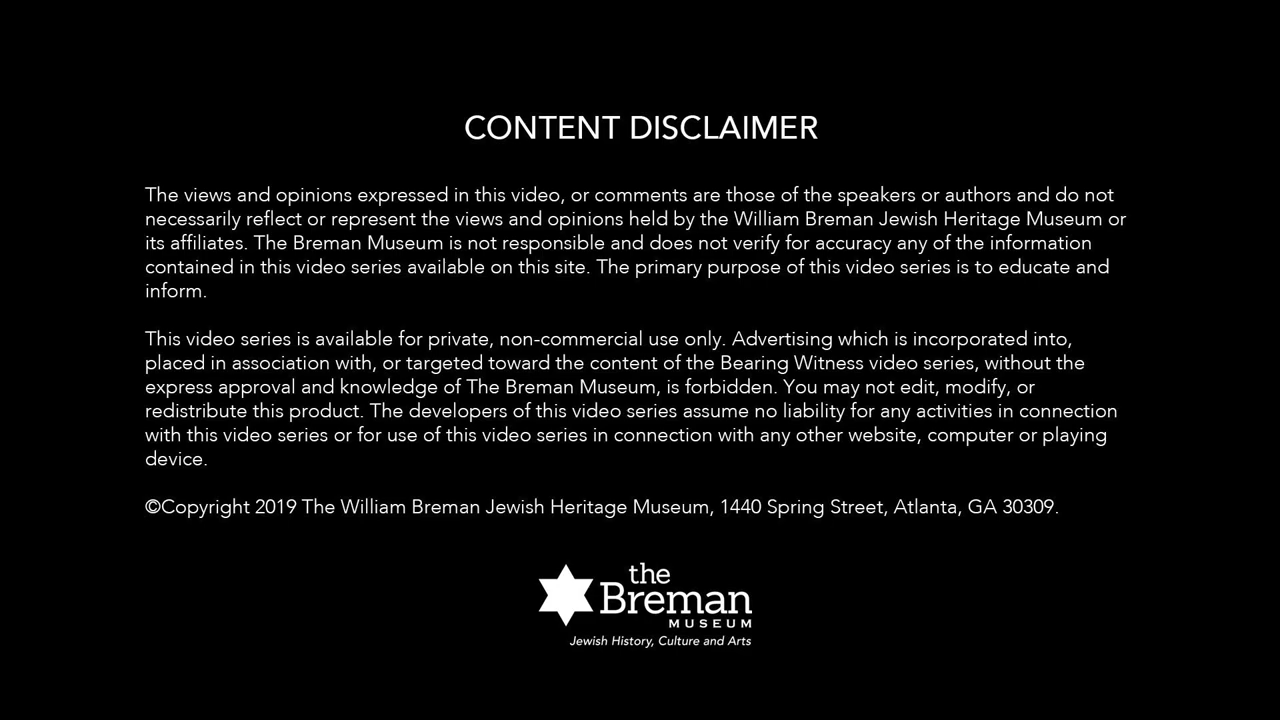 CONTENT DISCLAIMER
The views and opinions expressed in this video, or comments are those of the speakers or authors and do not
necessarily reflect or represent the views and opinions held by the William Breman Jewish Heritage Museum or
its affiliates. The Breman Museum is not responsible and does not verify for accuracy any of the information
contained in this video series available on this site. The primary purpose of this video series is to educate and
inform.
This video series is available for private, non-commercial use only. Advertising which is incorporated into,
placed in association with, or targeted toward the content of the Bearing Witness video series, without the
express approval and knowledge of The Breman Museum, is forbidden. You may not edit, modify, or
redistribute this product. The developers of this video series assume no liability for any activities in connection
with this video series or for use of this video series in connection with any other website, computer or playing
device.
©Copyright 2019 The William Breman Jewish Heritage Museum, 1440 Spring Street, Atlanta, GA 30309.
the
Breman
MUSEUM
Jewish History, Culture and Arts